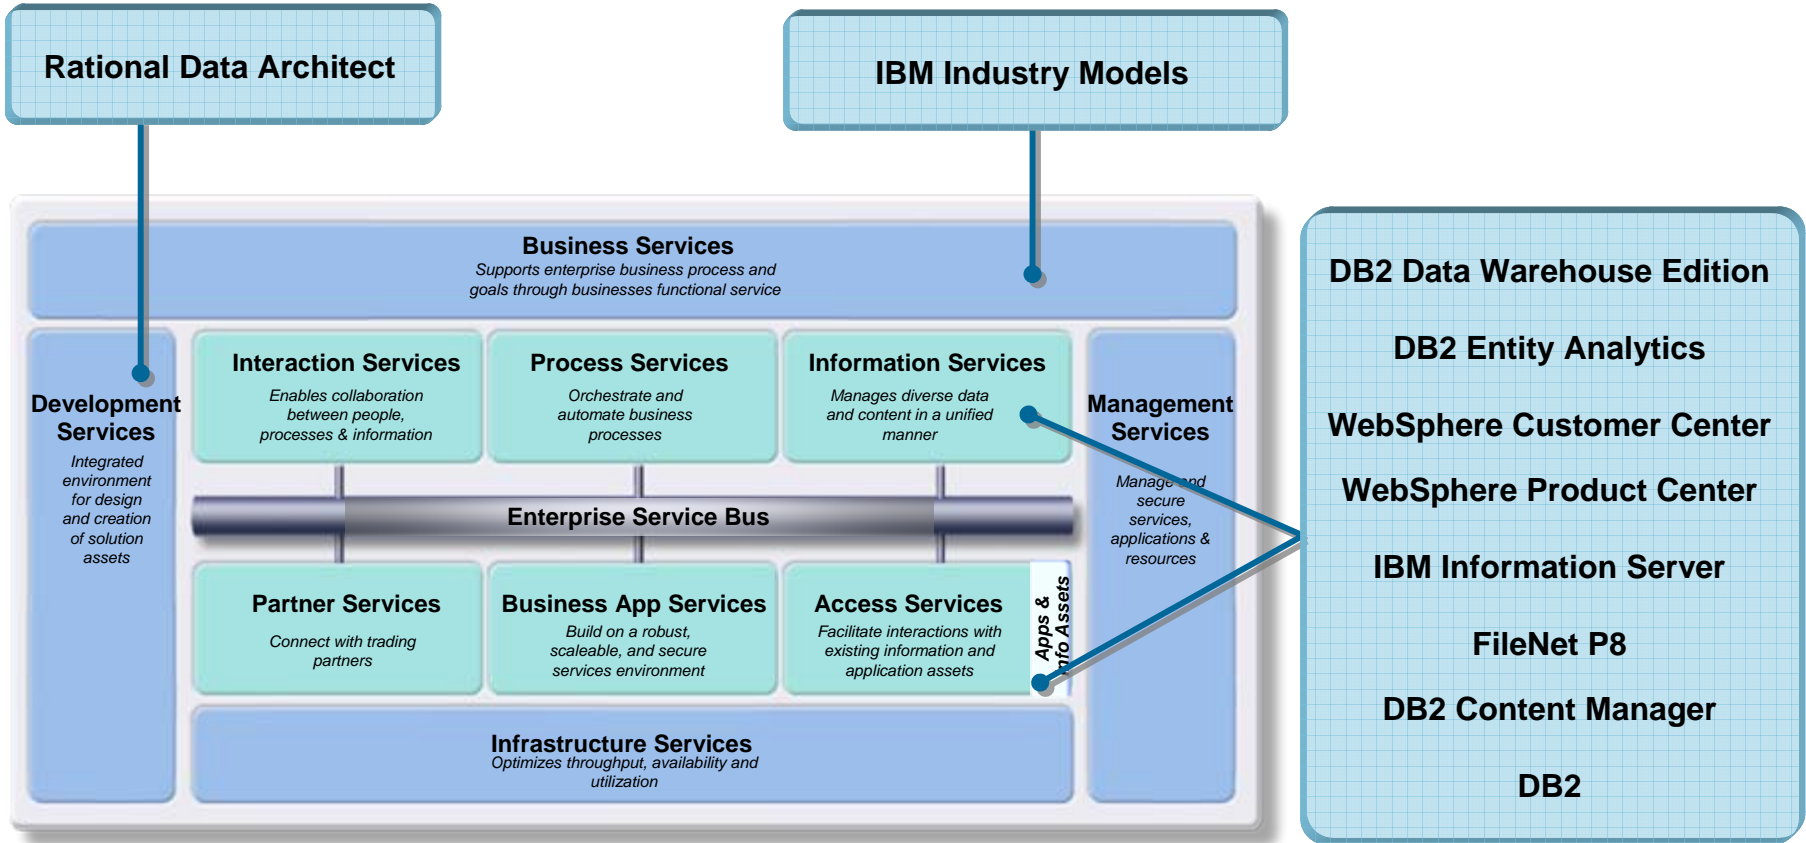 Rational Data Architect
IBM Industry Models
Business Services
Supports enterprise business process and
goals through businesses functional service
Development
Services
Integrated
environment
for design
and creation
of solution
assets
Interaction Services
Enables collaboration
between people,
processes & information
Process Services
Orchestrate and
automate business
processes
Information Services
Manages diverse data
and content in a unified
manner
Management
Services
Manage and
secure
services,
applications &
resources
Enterprise Service Bus
Partner Services
Connect with trading
partners
Business App Services
Build on a robust,
scaleable, and secure
services environment
Access Services
Facilitate interactions with
existing information and
application assets
Apps &
Info Assets
Infrastructure Services
Optimizes throughput, availability and
utilization
DB2 Data Warehouse Edition
DB2 Entity Analytics
WebSphere Customer Center
WebSphere Product Center
IBM Information Server
FileNet P8
DB2 Content Manager
DB2